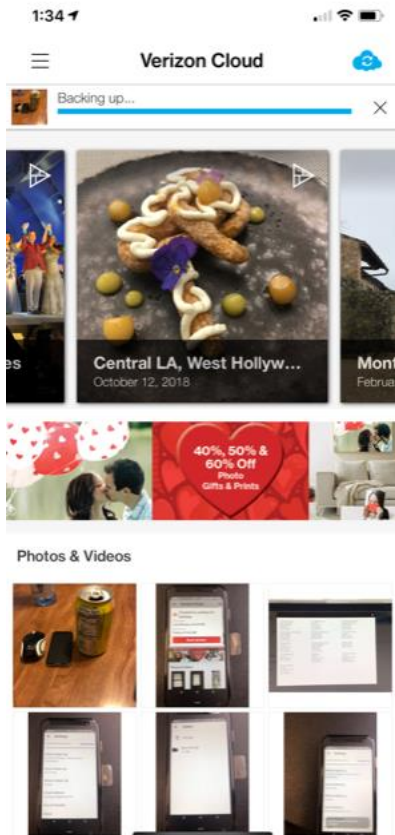 1:34
Verizon Cloud
Backing up...
es
Central LA, West Hollyw...
October 12, 2018
Mont
Februa
40%, 50% &
60% Off
Photo
Gifts & Prints
Photos & Videos